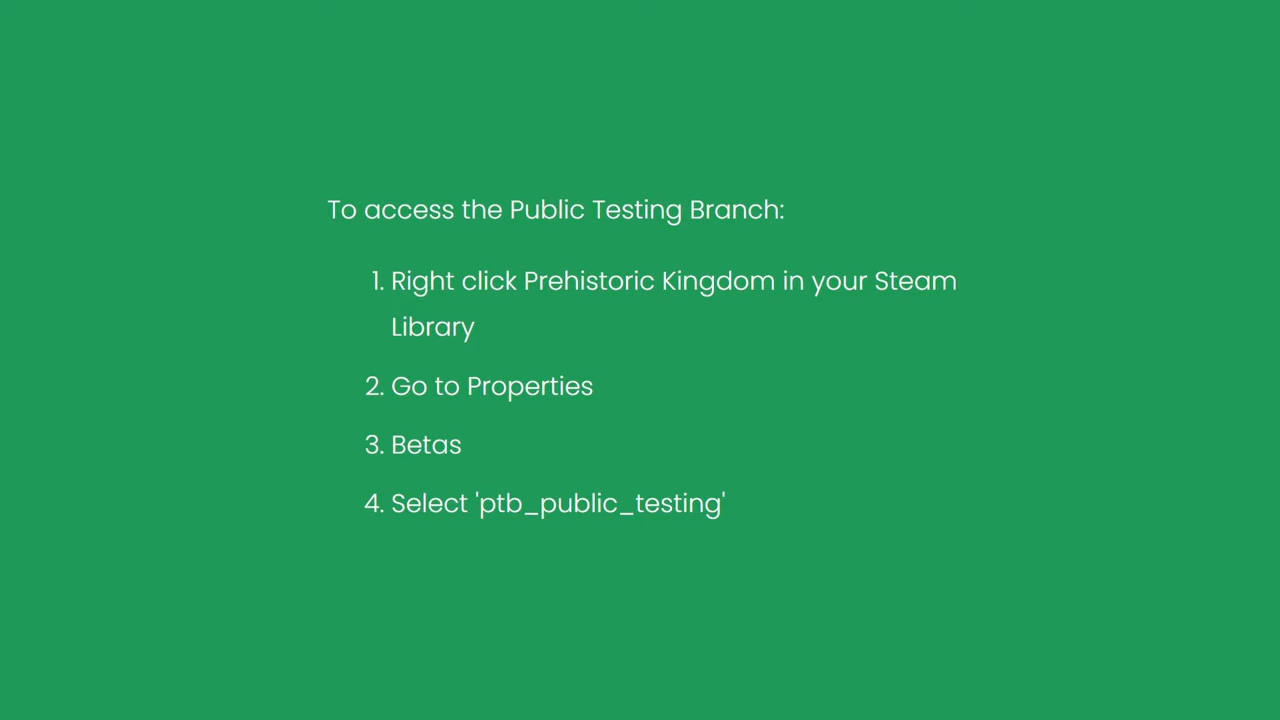 To access the Public Testing Branch:
1. Right click Prehistoric Kingdom in your Steam
Library
2. Go to Properties
3. Betas
4. Select 'ptb_public_testing'